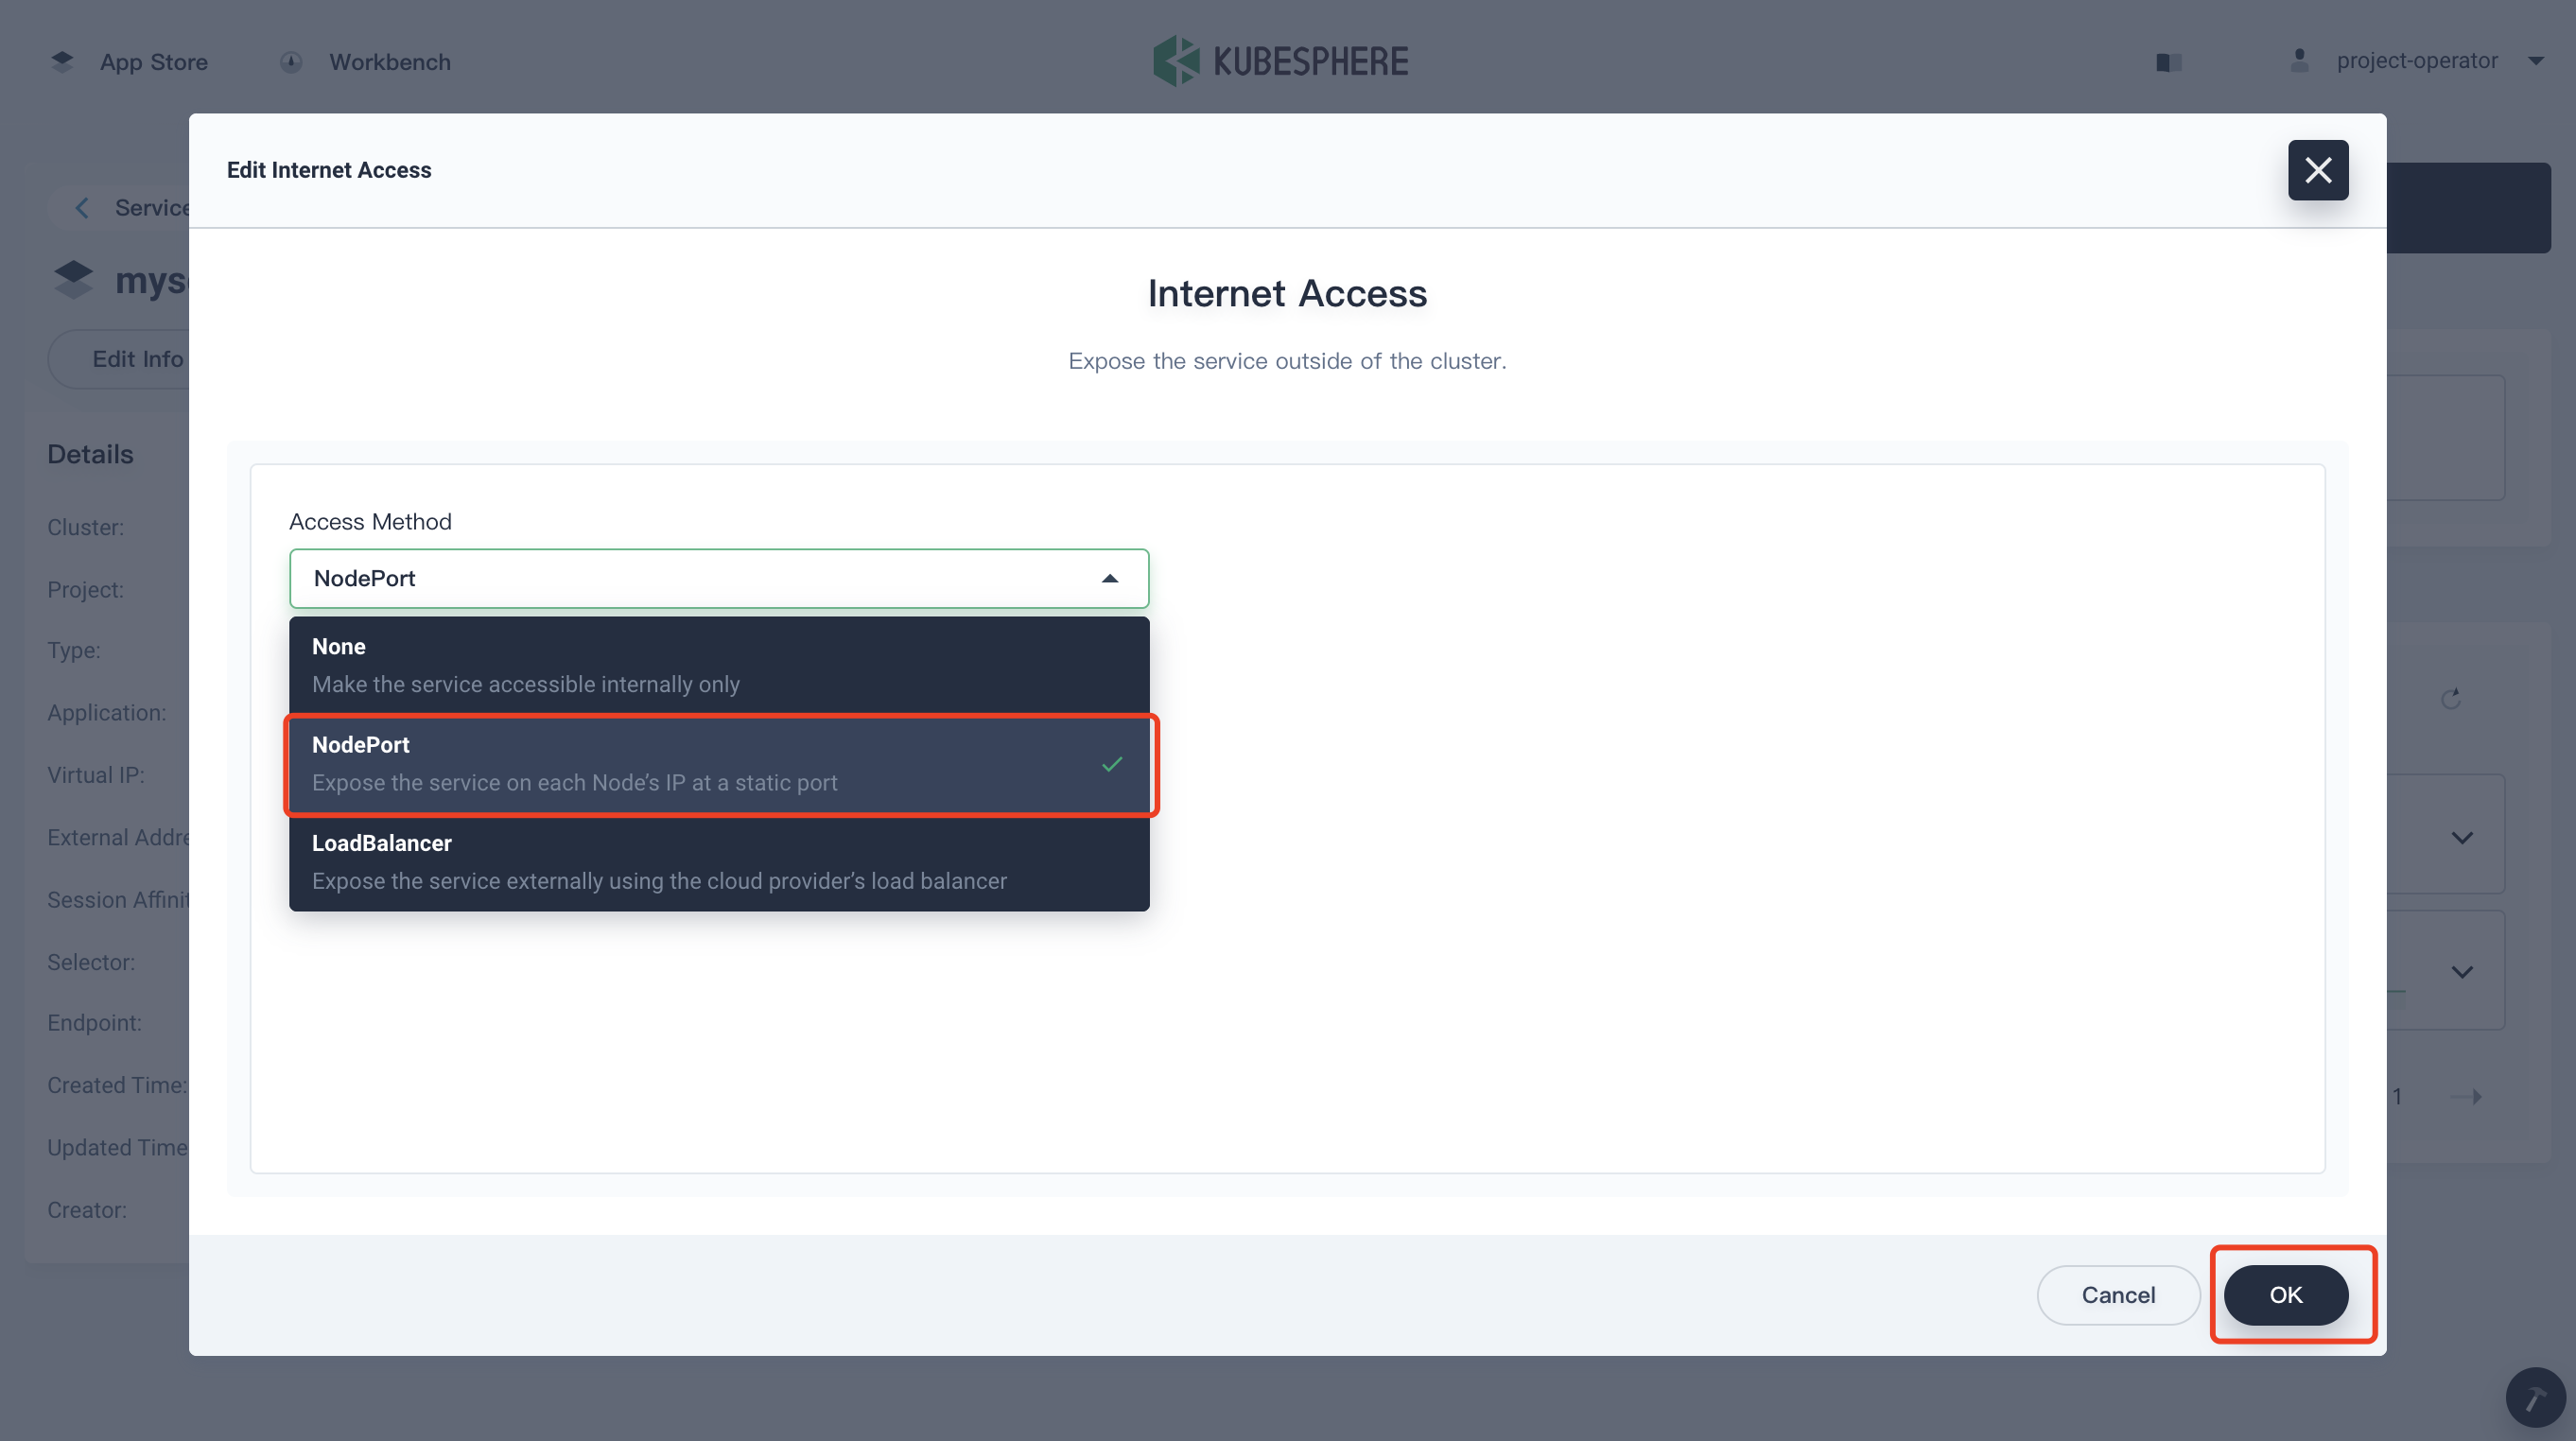 App Store
Workbench
KUBESPHERE
project-operator
Edit Internet Access
Service
Edit Info
Internet Access
Expose the service outside of the cluster.
Details
Cluster:
Project:
Type:
Application:
Virtual IP:
External Addre
Session Affinit
Selector:
Endpoint:
Created Time:
Updated Time
Creator:
Access Method
NodePort
None
Make the service accessible internally only
NodePort
Expose the service on each Node’s IP at a static port
LoadBalancer
Expose the service externally using the cloud provider’s load balancer
1
Cancel
OK